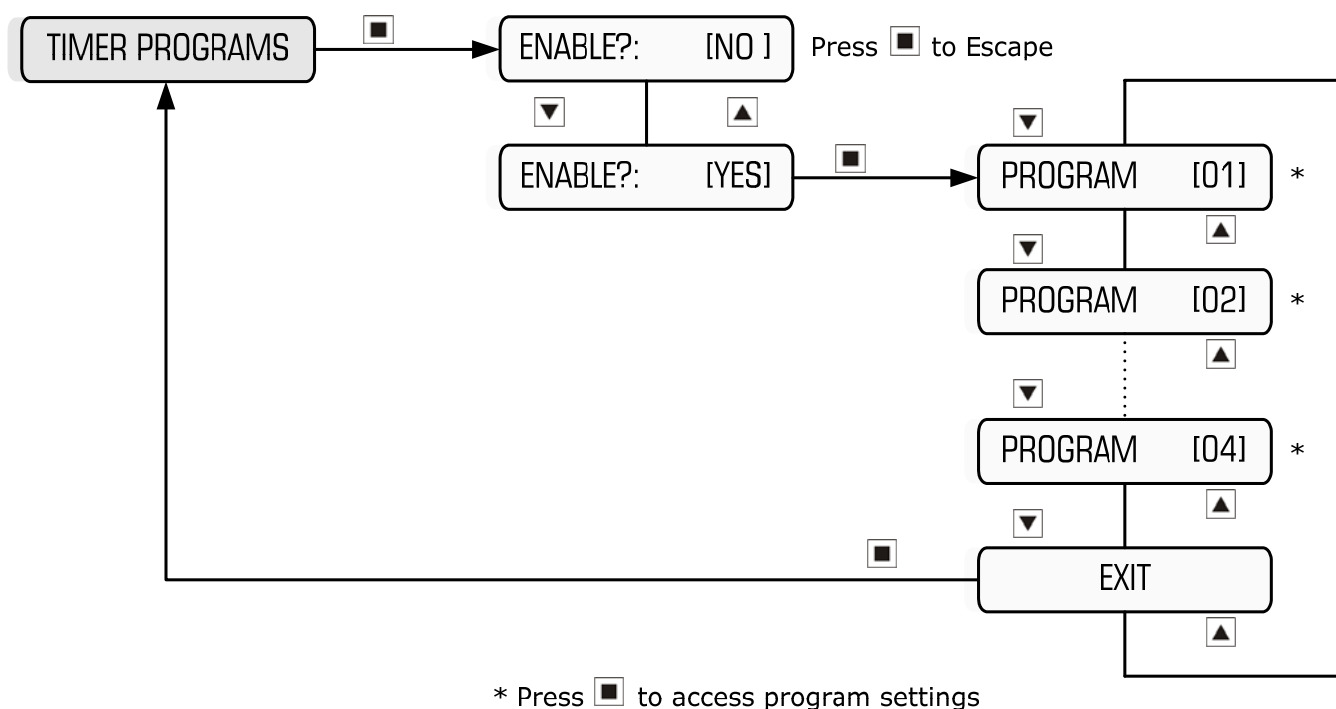 TIMER PROGRAMS
ENABLE?: [NO ]
Press ■ to Escape
▼ ▲
ENABLE?: [YES]
PROGRAM [01] *
PROGRAM [02] *
PROGRAM [04] *
EXIT
* Press ■ to access program settings